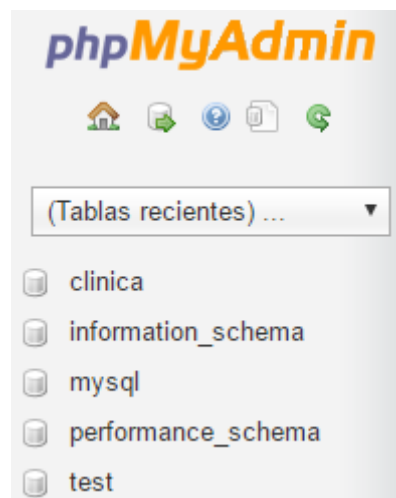 phpMyAdmin
(Tablas recientes) ...
clinica
information_schema
mysql
performance_schema
test